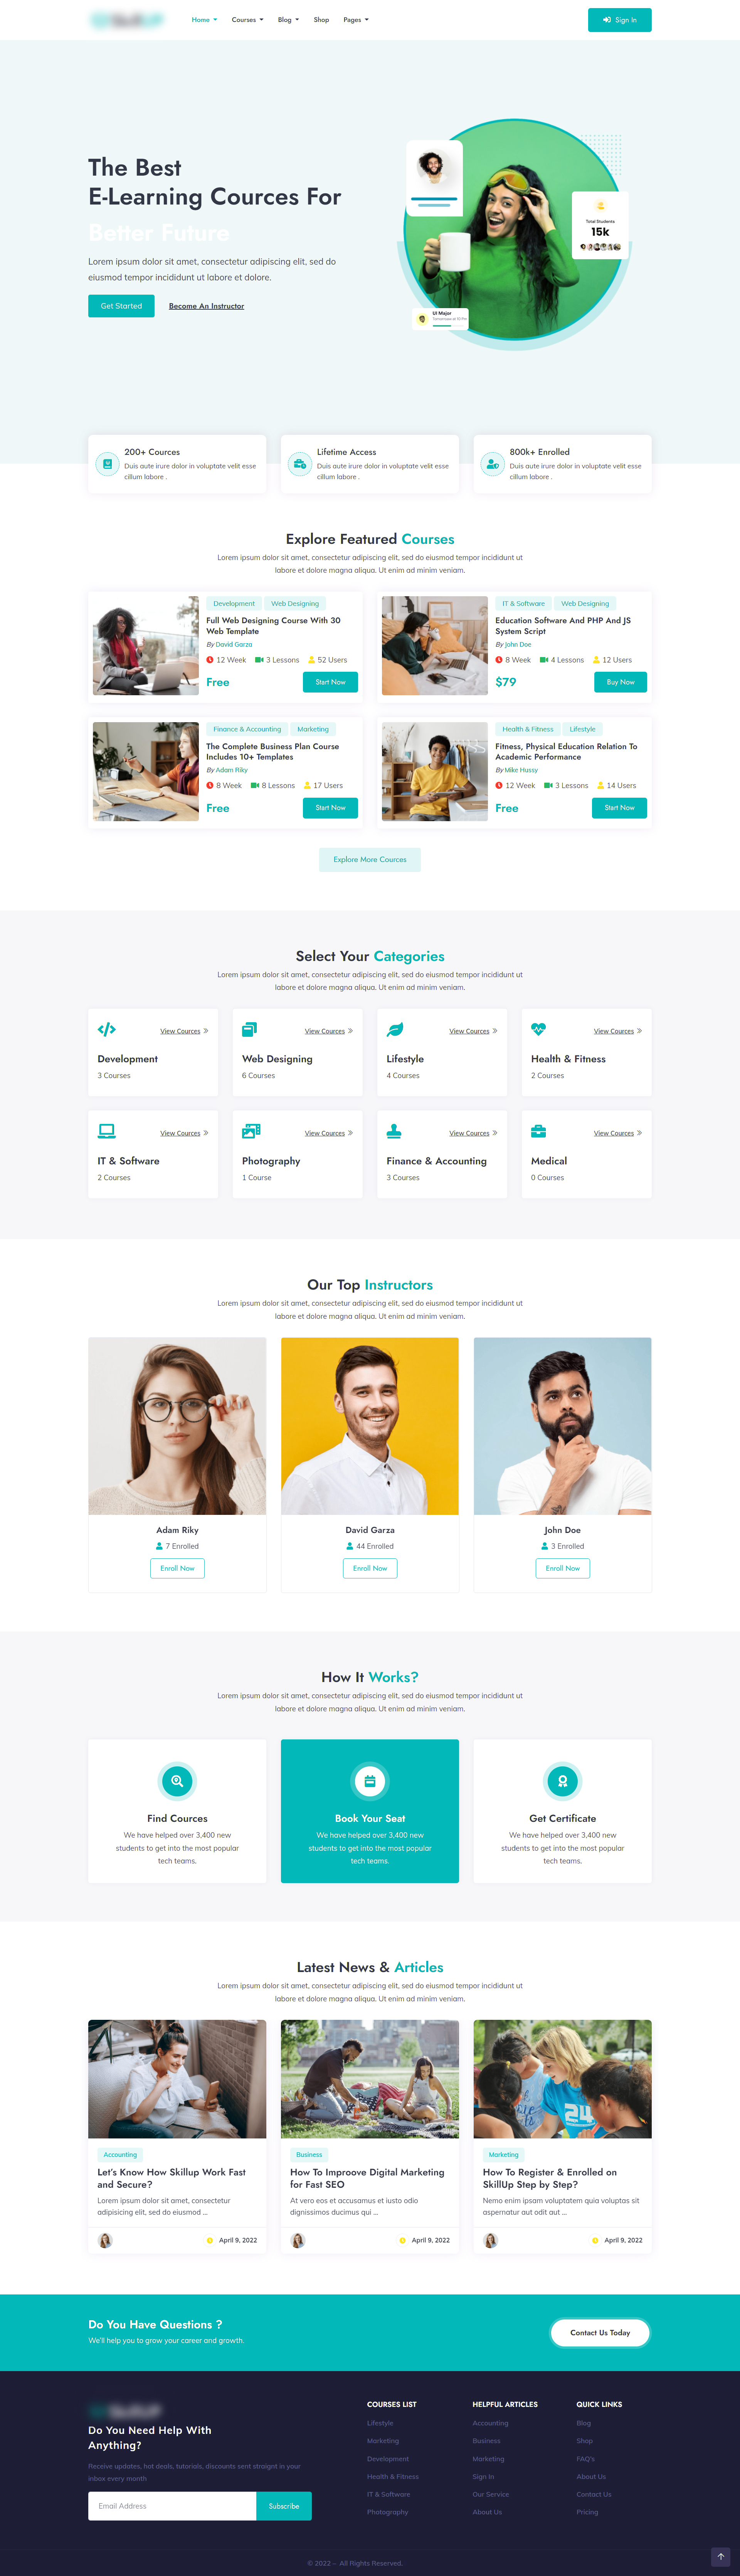 Home
Courses
Blog
Shop
Pages
Sign In
The Best
E-Learning Cources For
Better Future
Lorem ipsum dolor sit amet, consectetur adipiscing elit, sed do
eiusmod tempor incididunt ut labore et dolore.
Get Started
Become An Instructor
Total Students
15k
UI Major
200+ Cources
Duis aute irure dolor in voluptate velit esse
cillum labore .
Lifetime Access
Duis aute irure dolor in voluptate velit esse
cillum labore .
800k+ Enrolled
Duis aute irure dolor in voluptate velit esse
cillum labore .
Explore Featured Courses
Lorem ipsum dolor sit amet, consectetur adipiscing elit, sed do eiusmod tempor incididunt ut
labore et dolore magna aliqua. Ut enim ad minim veniam.
Development
Web Designing
Full Web Designing Course With 30
Web Template
By David Garza
12 Week
3 Lessons
52 Users
Free
Start Now
IT & Software
Web Designing
Education Software And PHP And JS
System Script
By John Doe
8 Week
4 Lessons
12 Users
$79
Buy Now
Finance & Accounting
Marketing
The Complete Business Plan Course
Includes 10+ Templates
By Adam Riky
8 Week
8 Lessons
17 Users
Free
Start Now
Health & Fitness
Lifestyle
Fitness, Physical Education Relation To
Academic Performance
By Mike Hussy
12 Week
3 Lessons
14 Users
Free
Start Now
Explore More Cources
Select Your Categories
Lorem ipsum dolor sit amet, consectetur adipiscing elit, sed do eiusmod tempor incididunt ut
labore et dolore magna aliqua. Ut enim ad minim veniam.
View Cources
Development
3 Courses
View Cources
Web Designing
6 Courses
View Cources
Lifestyle
4 Courses
View Cources
Health & Fitness
2 Courses
View Cources
IT & Software
2 Courses
View Cources
Photography
1 Course
View Cources
Finance & Accounting
3 Courses
View Cources
Medical
0 Courses
Our Top Instructors
Lorem ipsum dolor sit amet, consectetur adipiscing elit, sed do eiusmod tempor incididunt ut
labore et dolore magna aliqua. Ut enim ad minim veniam.
Adam Riky
7 Enrolled
Enroll Now
David Garza
44 Enrolled
Enroll Now
John Doe
3 Enrolled
Enroll Now
How It Works?
Lorem ipsum dolor sit amet, consectetur adipiscing elit, sed do eiusmod tempor incididunt ut
labore et dolore magna aliqua. Ut enim ad minim veniam.
Find Cources
We have helped over 3,400 new
students to get into the most popular
tech teams.
Book Your Seat
We have helped over 3,400 new
students to get into the most popular
tech teams.
Get Certificate
We have helped over 3,400 new
students to get into the most popular
tech teams.
Latest News & Articles
Lorem ipsum dolor sit amet, consectetur adipiscing elit, sed do eiusmod tempor incididunt ut
labore et dolore magna aliqua. Ut enim ad minim veniam.
Accounting
Let's Know How Skillup Work Fast
and Secure?
Lorem ipsum dolor sit amet, consectetur
adipisicing elit, sed do eiusmod ...
April 9, 2022
Business
How To Improove Digital Marketing
for Fast SEO
At vero eos et accusamus et iusto odio
dignissimos ducimus qui ...
April 9, 2022
24
Marketing
How To Register & Enrolled on
SkillUp Step by Step?
Nemo enim ipsam voluptatem quia voluptas sit
aspernatur aut odit aut ...
April 9, 2022
Do You Have Questions ?
We'll help you to grow your career and growth.
Contact Us Today
Do You Need Help With
Anything?
Receive updates, hot deals, tutorials, discounts sent straignt in your
inbox every month
Email Address
Subscribe
COURSES LIST
Lifestyle
Marketing
Development
Health & Fitness
IT & Software
Photography
HELPFUL ARTICLES
Accounting
Business
Marketing
Sign In
Our Service
About Us
QUICK LINKS
Blog
Shop
FAQ's
About Us
Contact Us
Pricing
© 2022 - All Rights Reserved.